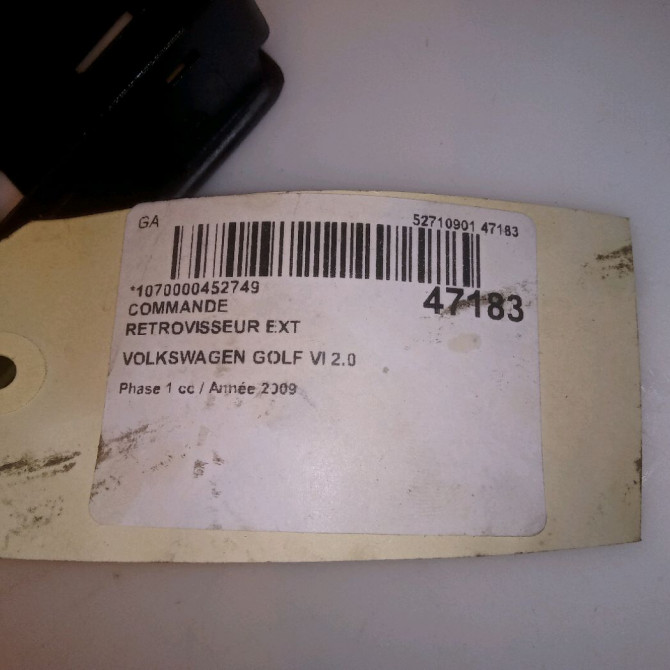 GA
52710901 47183
*1070000452749
47183
COMMANDE
RETROVISSEUR EXT
VOLKSWAGEN GOLF VI 2.0
Phase 1 cc / Année 2009